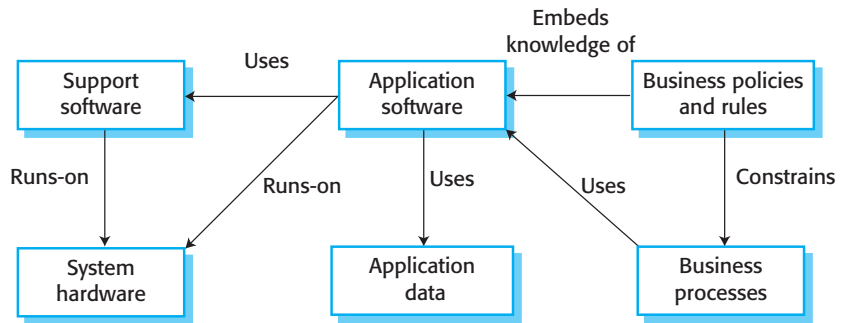 Embeds
knowledge of
Uses
Support
software
Application
software
Business policies
and rules
Runs-on
Runs-on
Uses
Uses
Constrains
System
hardware
Application
data
Business
processes